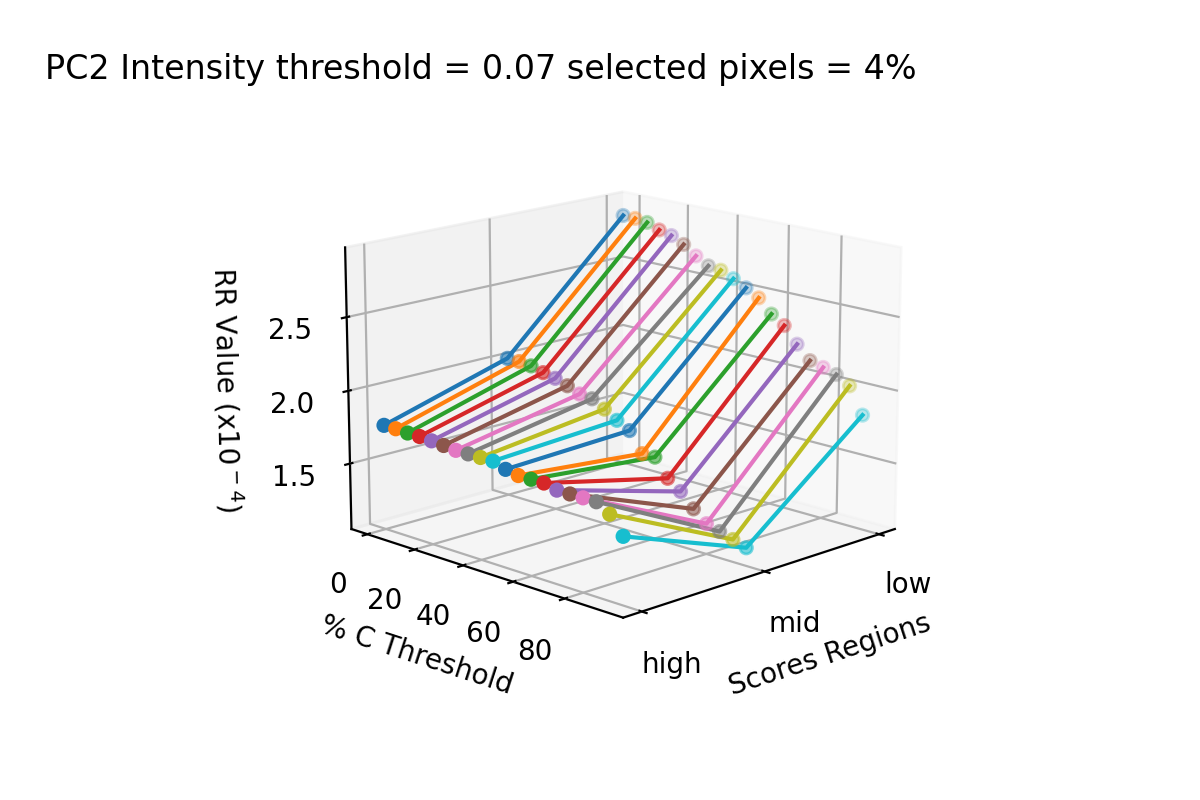 PC2 Intensity threshold = 0.07 selected pixels = 4%
RR Value (x10⁻⁴)
2.5
2.0
1.5
0
20
40
60
80
% C Threshold
high
mid
low
Scores Regions